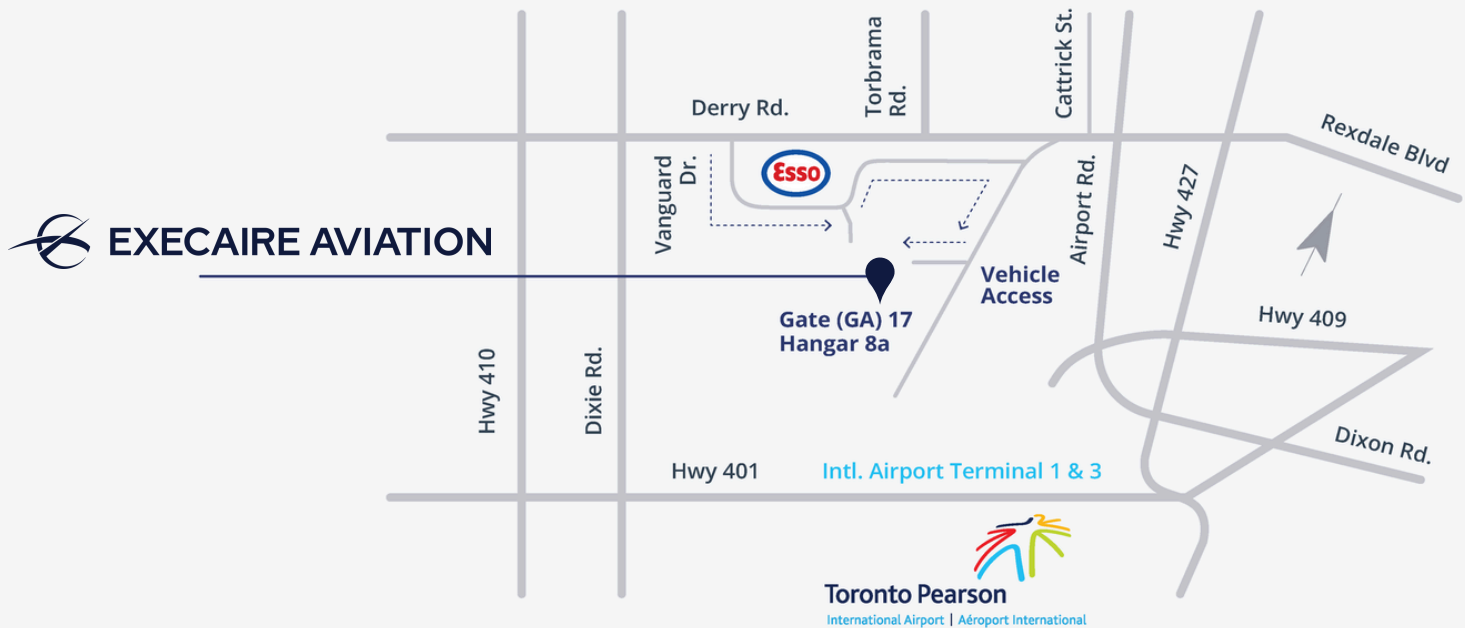 Derry Rd.
Torbrama
Rd.
Cattrick St.
Rexdale Blvd
Vanguard
Dr.
Esso
Airport Rd.
Hwy 427
EXECAIRE AVIATION
Vehicle
Access
Gate (GA) 17
Hangar 8a
Hwy 409
Hwy 410
Dixie Rd.
Dixon Rd.
Hwy 401
Intl. Airport Terminal 1 & 3
Toronto Pearson
International Airport | Aéroport International